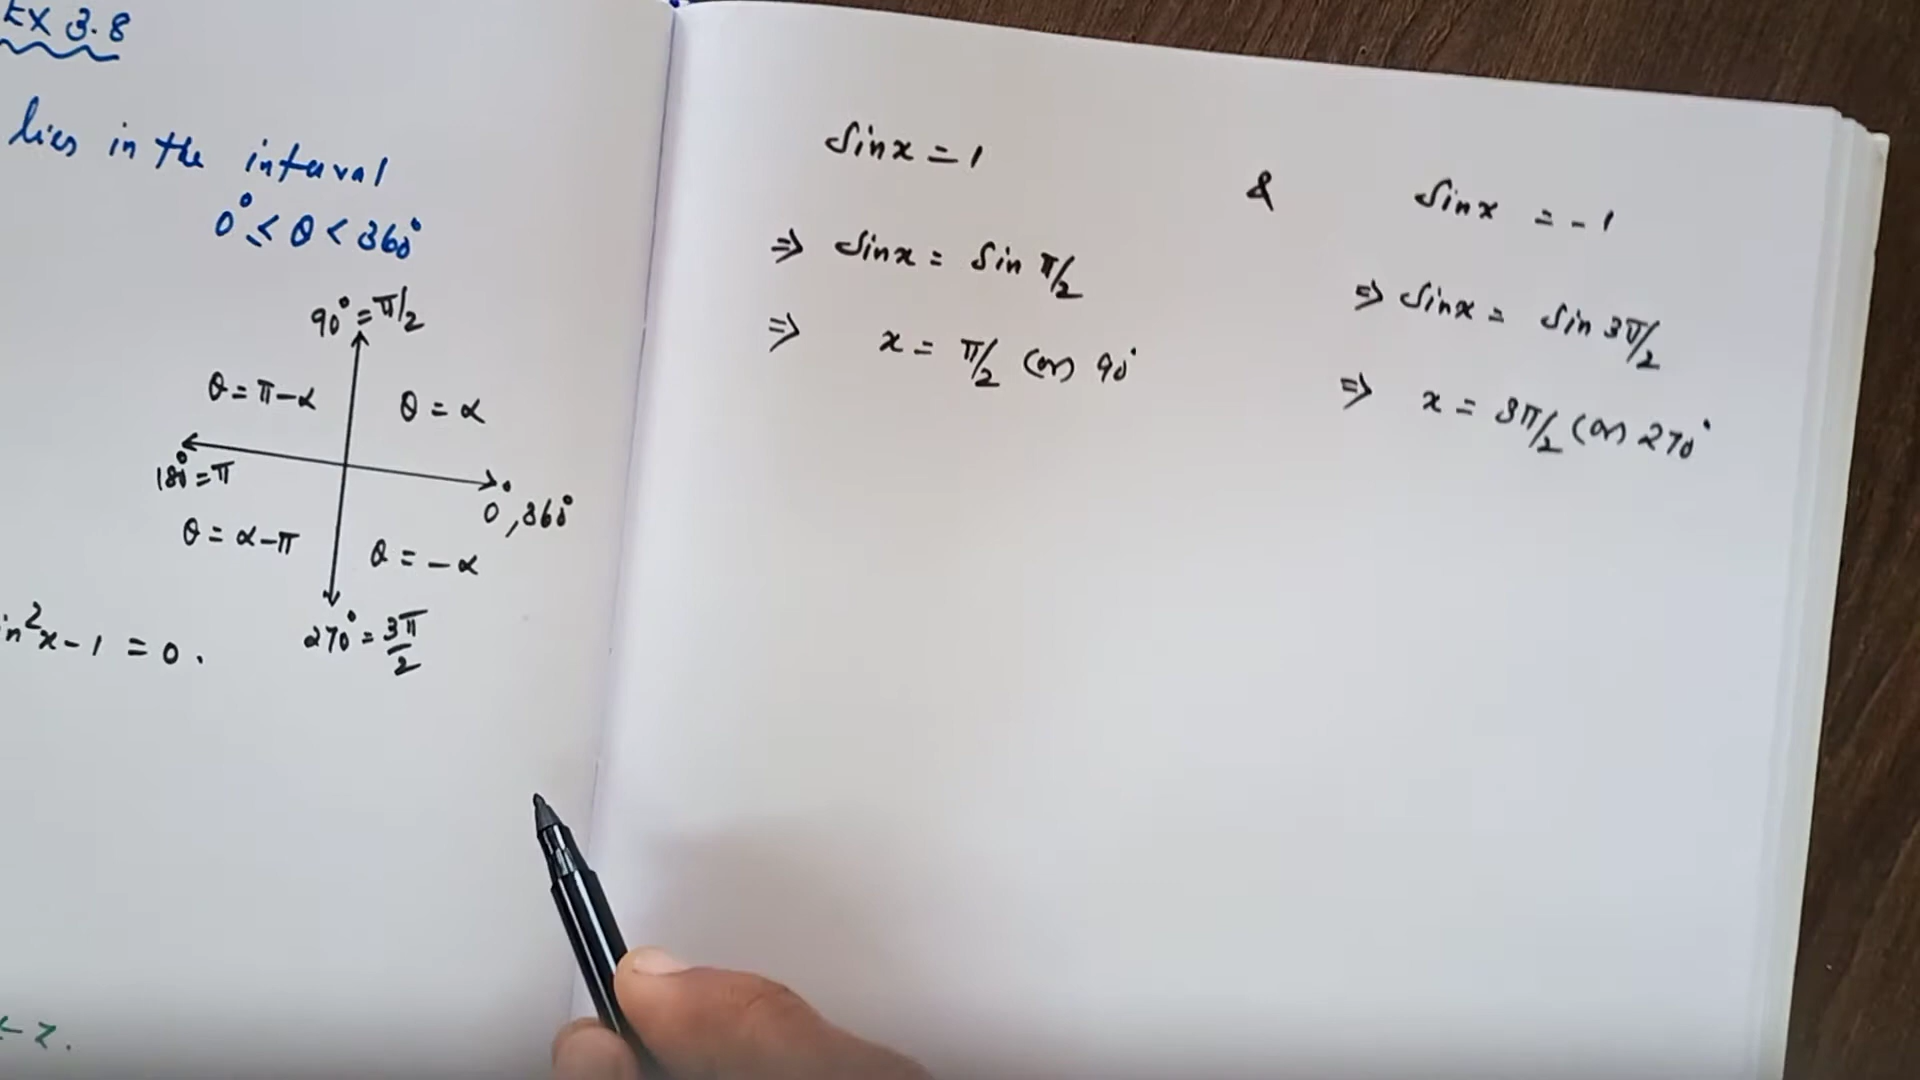 EX 3.8
lies in the interval
0° ≤ θ < 360°
90° = π/2
θ = π-α
θ = α
180° = π
0, 360°
θ = α-π
θ = -α
270° = 3π/2
in²x-1 = 0.
z.
Sinx = 1
⇒ Sinx = Sin π/2
⇒ x = π/2 (or) 90°
&
Sinx = -1
⇒ Sinx = Sin 3π/2
⇒ x = 3π/2 (or) 270°